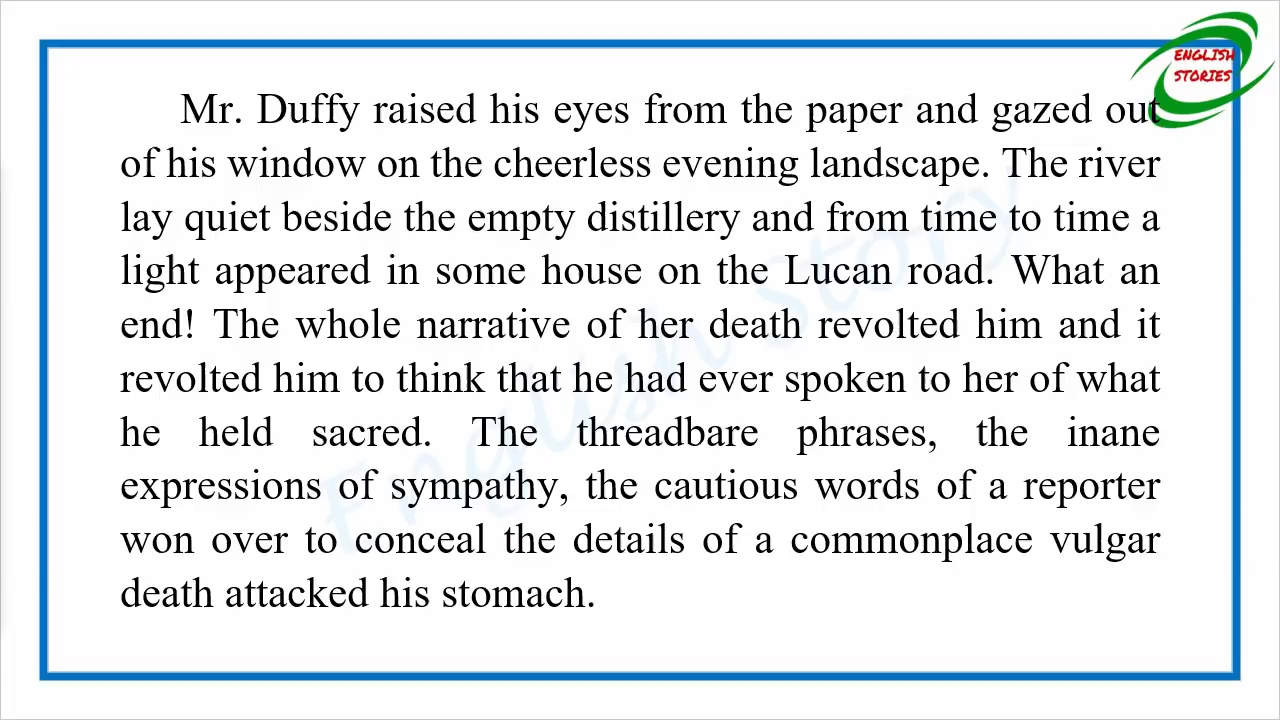 ENGLISH
STORIES
Mr. Duffy raised his eyes from the paper and gazed out
of his window on the cheerless evening landscape. The river
lay quiet beside the empty distillery and from time to time a
light appeared in some house on the Lucan road. What an
end! The whole narrative of her death revolted him and it
revolted him to think that he had ever spoken to her of what
he held sacred. The threadbare phrases, the inane
expressions of sympathy, the cautious words of a reporter
won over to conceal the details of a commonplace vulgar
death attacked his stomach.
English Story